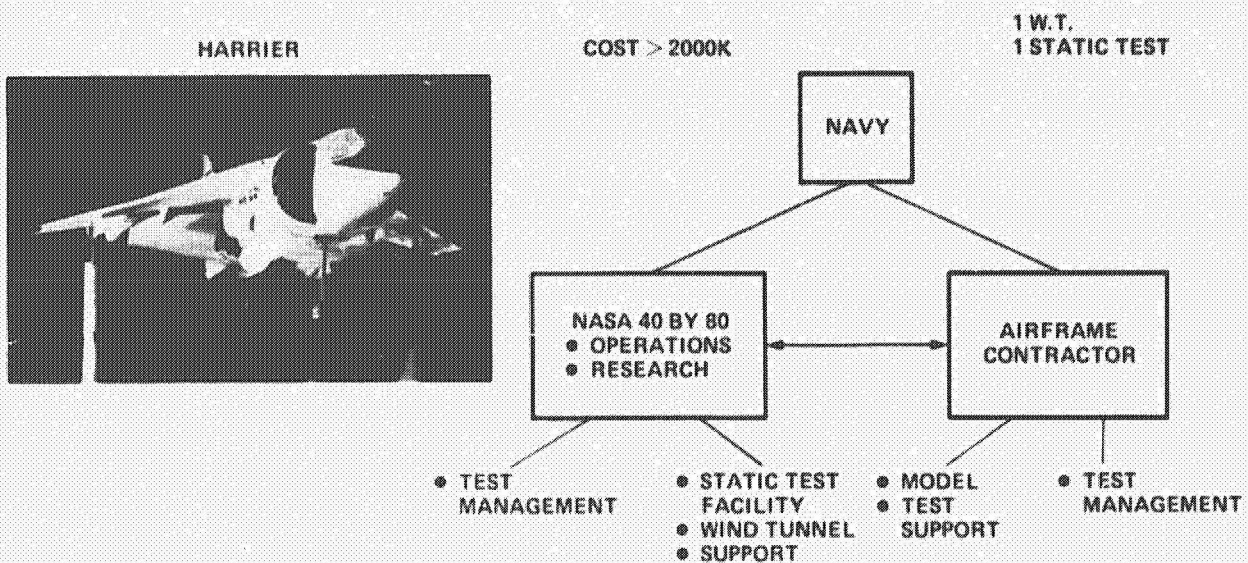 HARRIER
COST > 2000K
1 W.T.
1 STATIC TEST
NAVY
NASA 40 BY 80
● OPERATIONS
● RESEARCH
AIRFRAME
CONTRACTOR
● TEST
MANAGEMENT
● STATIC TEST
FACILITY
● WIND TUNNEL
● SUPPORT
● MODEL
● TEST
SUPPORT
● TEST
MANAGEMENT